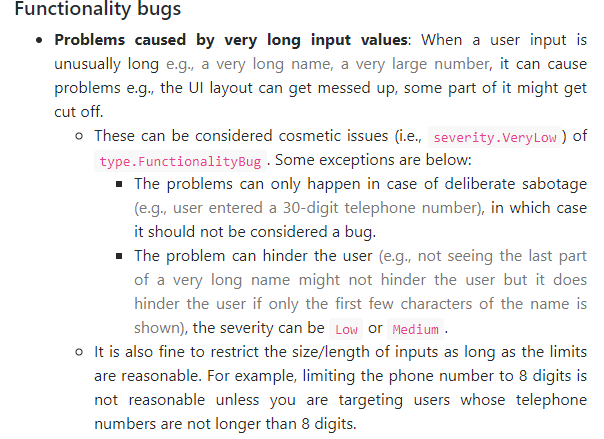 Functionality bugs
Problems caused by very long input values: When a user input is
unusually long e.g., a very long name, a very large number, it can cause
problems e.g., the UI layout can get messed up, some part of it might get
cut off.
These can be considered cosmetic issues (i.e., severity.VeryLow ) of
type.FunctionalityBug . Some exceptions are below:
The problems can only happen in case of deliberate sabotage
(e.g., user entered a 30-digit telephone number), in which case
it should not be considered a bug.
The problem can hinder the user (e.g., not seeing the last part
of a very long name might not hinder the user but it does
hinder the user if only the first few characters of the name is
shown), the severity can be Low or Medium .
It is also fine to restrict the size/length of inputs as long as the limits
are reasonable. For example, limiting the phone number to 8 digits is
not reasonable unless you are targeting users whose telephone
numbers are not longer than 8 digits.